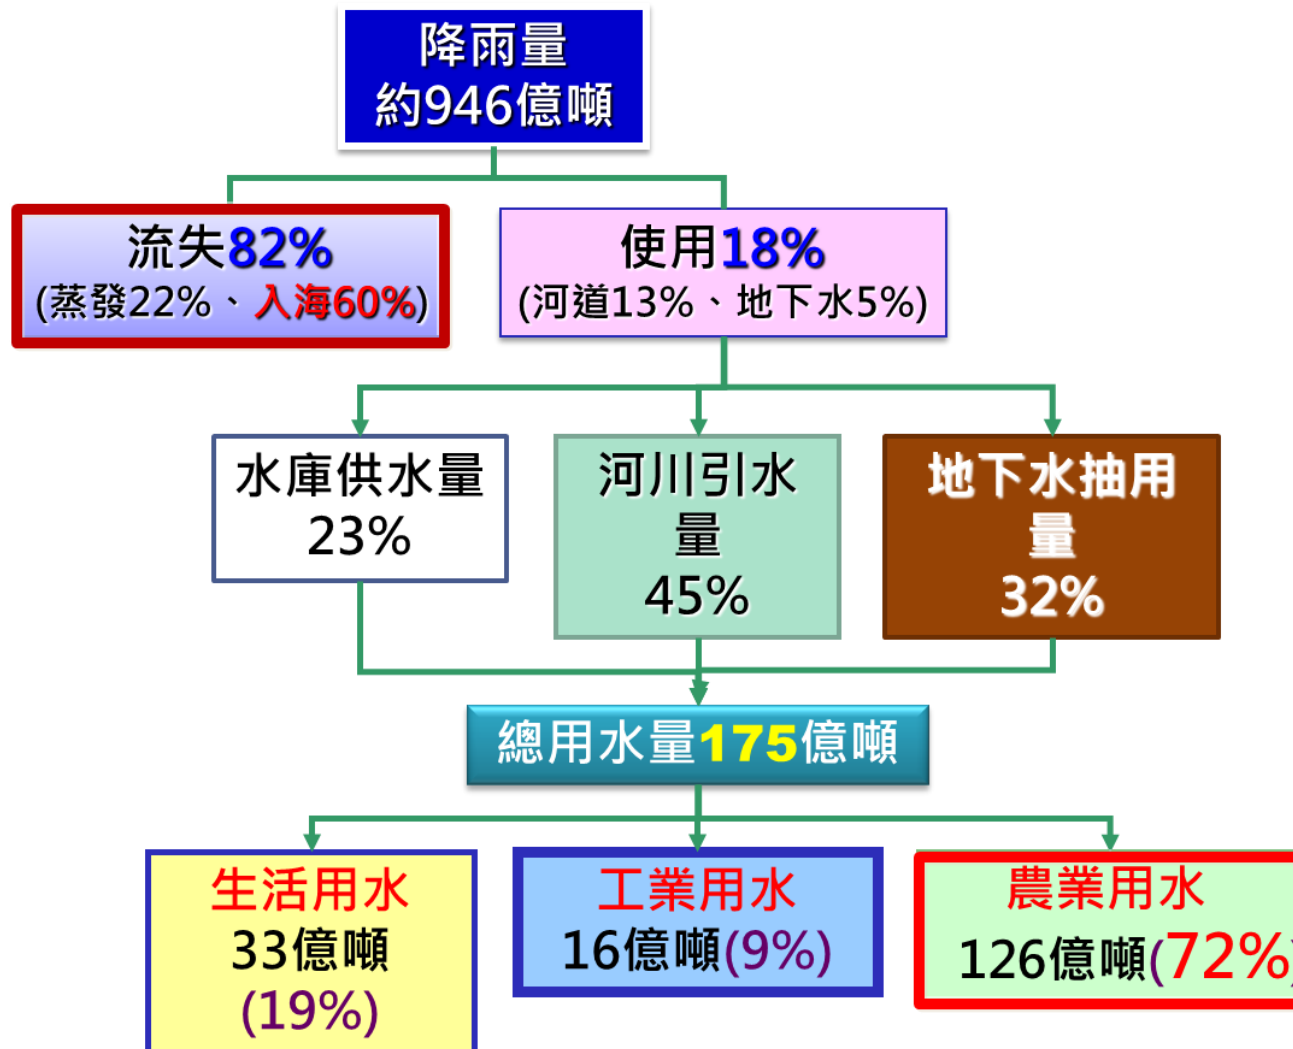 降雨量
約946億噸
流失82%
(蒸發22%、入海60%)
使用18%
(河道13%、地下水5%)
水庫供水量
23%
河川引水
量
45%
地下水抽用
量
32%
總用水量175億噸
生活用水
33億噸
(19%)
工業用水
16億噸(9%)
農業用水
126億噸(72%)